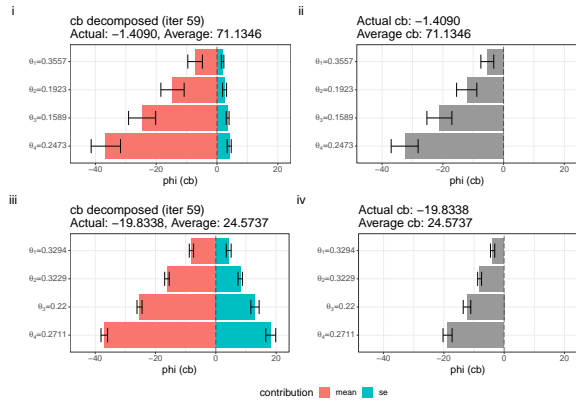 i
cb decomposed (iter 59)
Actual: −1.4090, Average: 71.1346
θ1=0.3557
θ2=0.1923
θ3=0.1589
θ4=0.2473
−40 −20 0 20
phi (cb)
ii
Actual cb: −1.4090
Average cb: 71.1346
θ1=0.3557
θ2=0.1923
θ3=0.1589
θ4=0.2473
−40 −20 0 20
phi (cb)
iii
cb decomposed (iter 59)
Actual: −19.8338, Average: 24.5737
θ1=0.3294
θ2=0.3229
θ3=0.22
θ4=0.2711
−40 −20 0 20
phi (cb)
iv
Actual cb: −19.8338
Average cb: 24.5737
θ1=0.3294
θ2=0.3229
θ3=0.22
θ4=0.2711
−40 −20 0 20
phi (cb)
contribution mean se